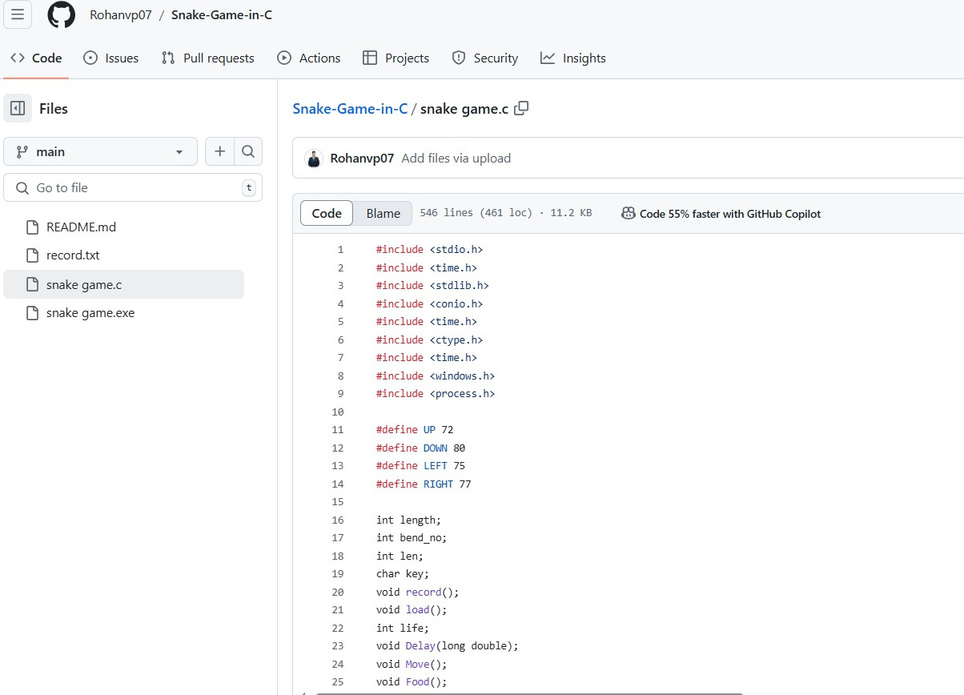 Rohanvp07 / Snake-Game-in-C
Code Issues Pull requests Actions Projects Security Insights
Files
main
Go to file t
README.md
record.txt
snake game.c
snake game.exe
Snake-Game-in-C / snake game.c
Rohanvp07 Add files via upload
Code Blame 546 lines (461 loc) · 11.2 KB Code 55% faster with GitHub Copilot
1 #include <stdio.h>
2 #include <time.h>
3 #include <stdlib.h>
4 #include <conio.h>
5 #include <time.h>
6 #include <ctype.h>
7 #include <time.h>
8 #include <windows.h>
9 #include <process.h>
10
11 #define UP 72
12 #define DOWN 80
13 #define LEFT 75
14 #define RIGHT 77
15
16 int length;
17 int bend_no;
18 int len;
19 char key;
20 void record();
21 void load();
22 int life;
23 void Delay(long double);
24 void Move();
25 void Food();